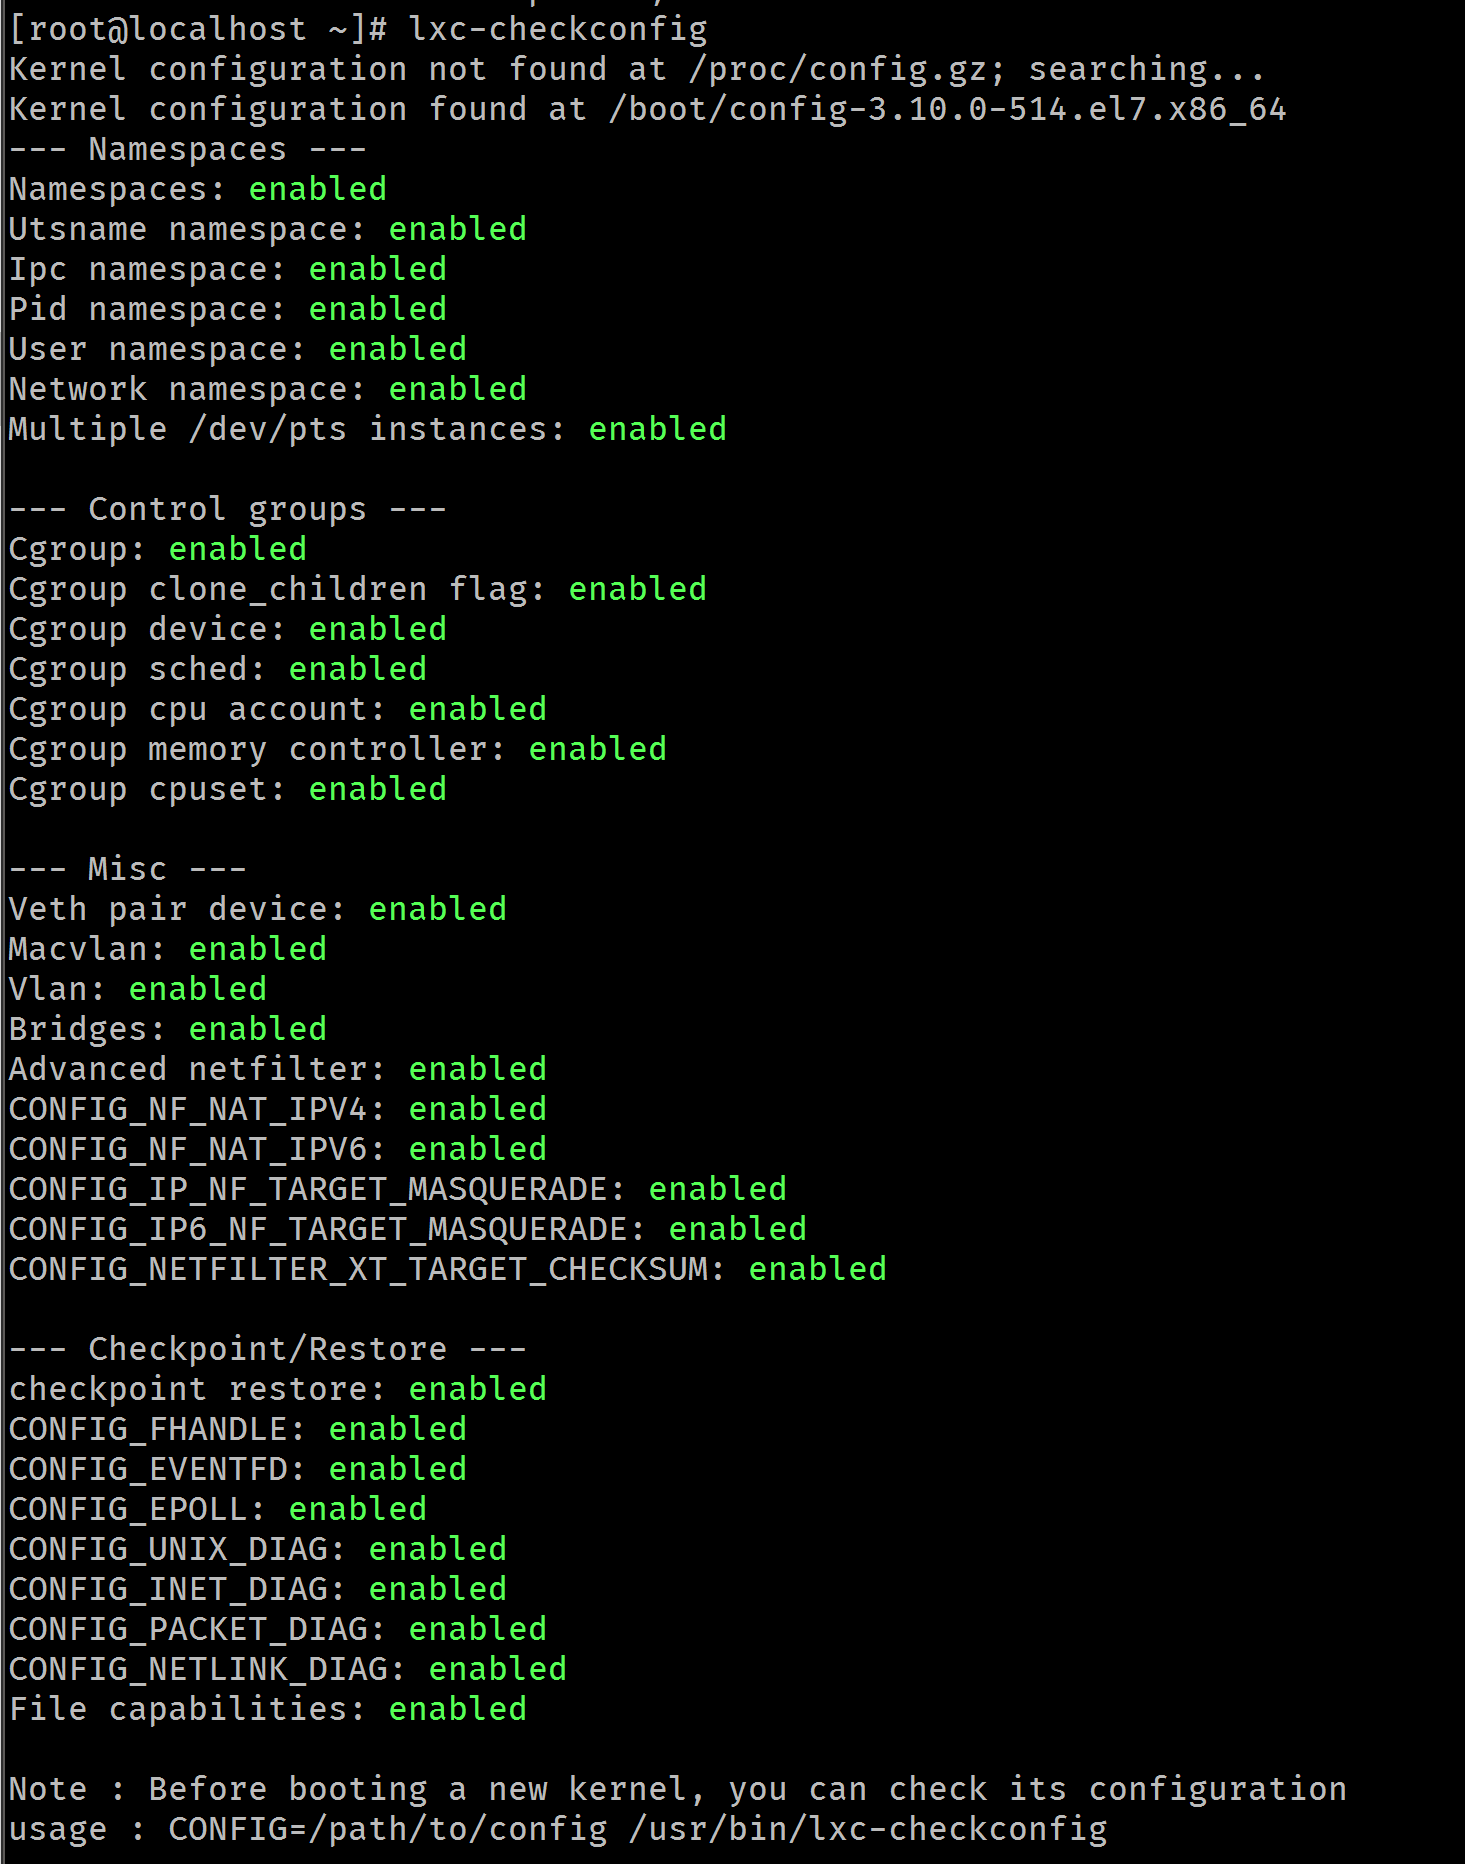 [root@localhost ~]# lxc-checkconfig
Kernel configuration not found at /proc/config.gz; searching...
Kernel configuration found at /boot/config-3.10.0-514.el7.x86_64
--- Namespaces ---
Namespaces: enabled
Utsname namespace: enabled
Ipc namespace: enabled
Pid namespace: enabled
User namespace: enabled
Network namespace: enabled
Multiple /dev/pts instances: enabled

--- Control groups ---
Cgroup: enabled
Cgroup clone_children flag: enabled
Cgroup device: enabled
Cgroup sched: enabled
Cgroup cpu account: enabled
Cgroup memory controller: enabled
Cgroup cpuset: enabled

--- Misc ---
Veth pair device: enabled
Macvlan: enabled
Vlan: enabled
Bridges: enabled
Advanced netfilter: enabled
CONFIG_NF_NAT_IPV4: enabled
CONFIG_NF_NAT_IPV6: enabled
CONFIG_IP_NF_TARGET_MASQUERADE: enabled
CONFIG_IP6_NF_TARGET_MASQUERADE: enabled
CONFIG_NETFILTER_XT_TARGET_CHECKSUM: enabled

--- Checkpoint/Restore ---
checkpoint restore: enabled
CONFIG_FHANDLE: enabled
CONFIG_EVENTFD: enabled
CONFIG_EPOLL: enabled
CONFIG_UNIX_DIAG: enabled
CONFIG_INET_DIAG: enabled
CONFIG_PACKET_DIAG: enabled
CONFIG_NETLINK_DIAG: enabled
File capabilities: enabled

Note : Before booting a new kernel, you can check its configuration
usage : CONFIG=/path/to/config /usr/bin/lxc-checkconfig